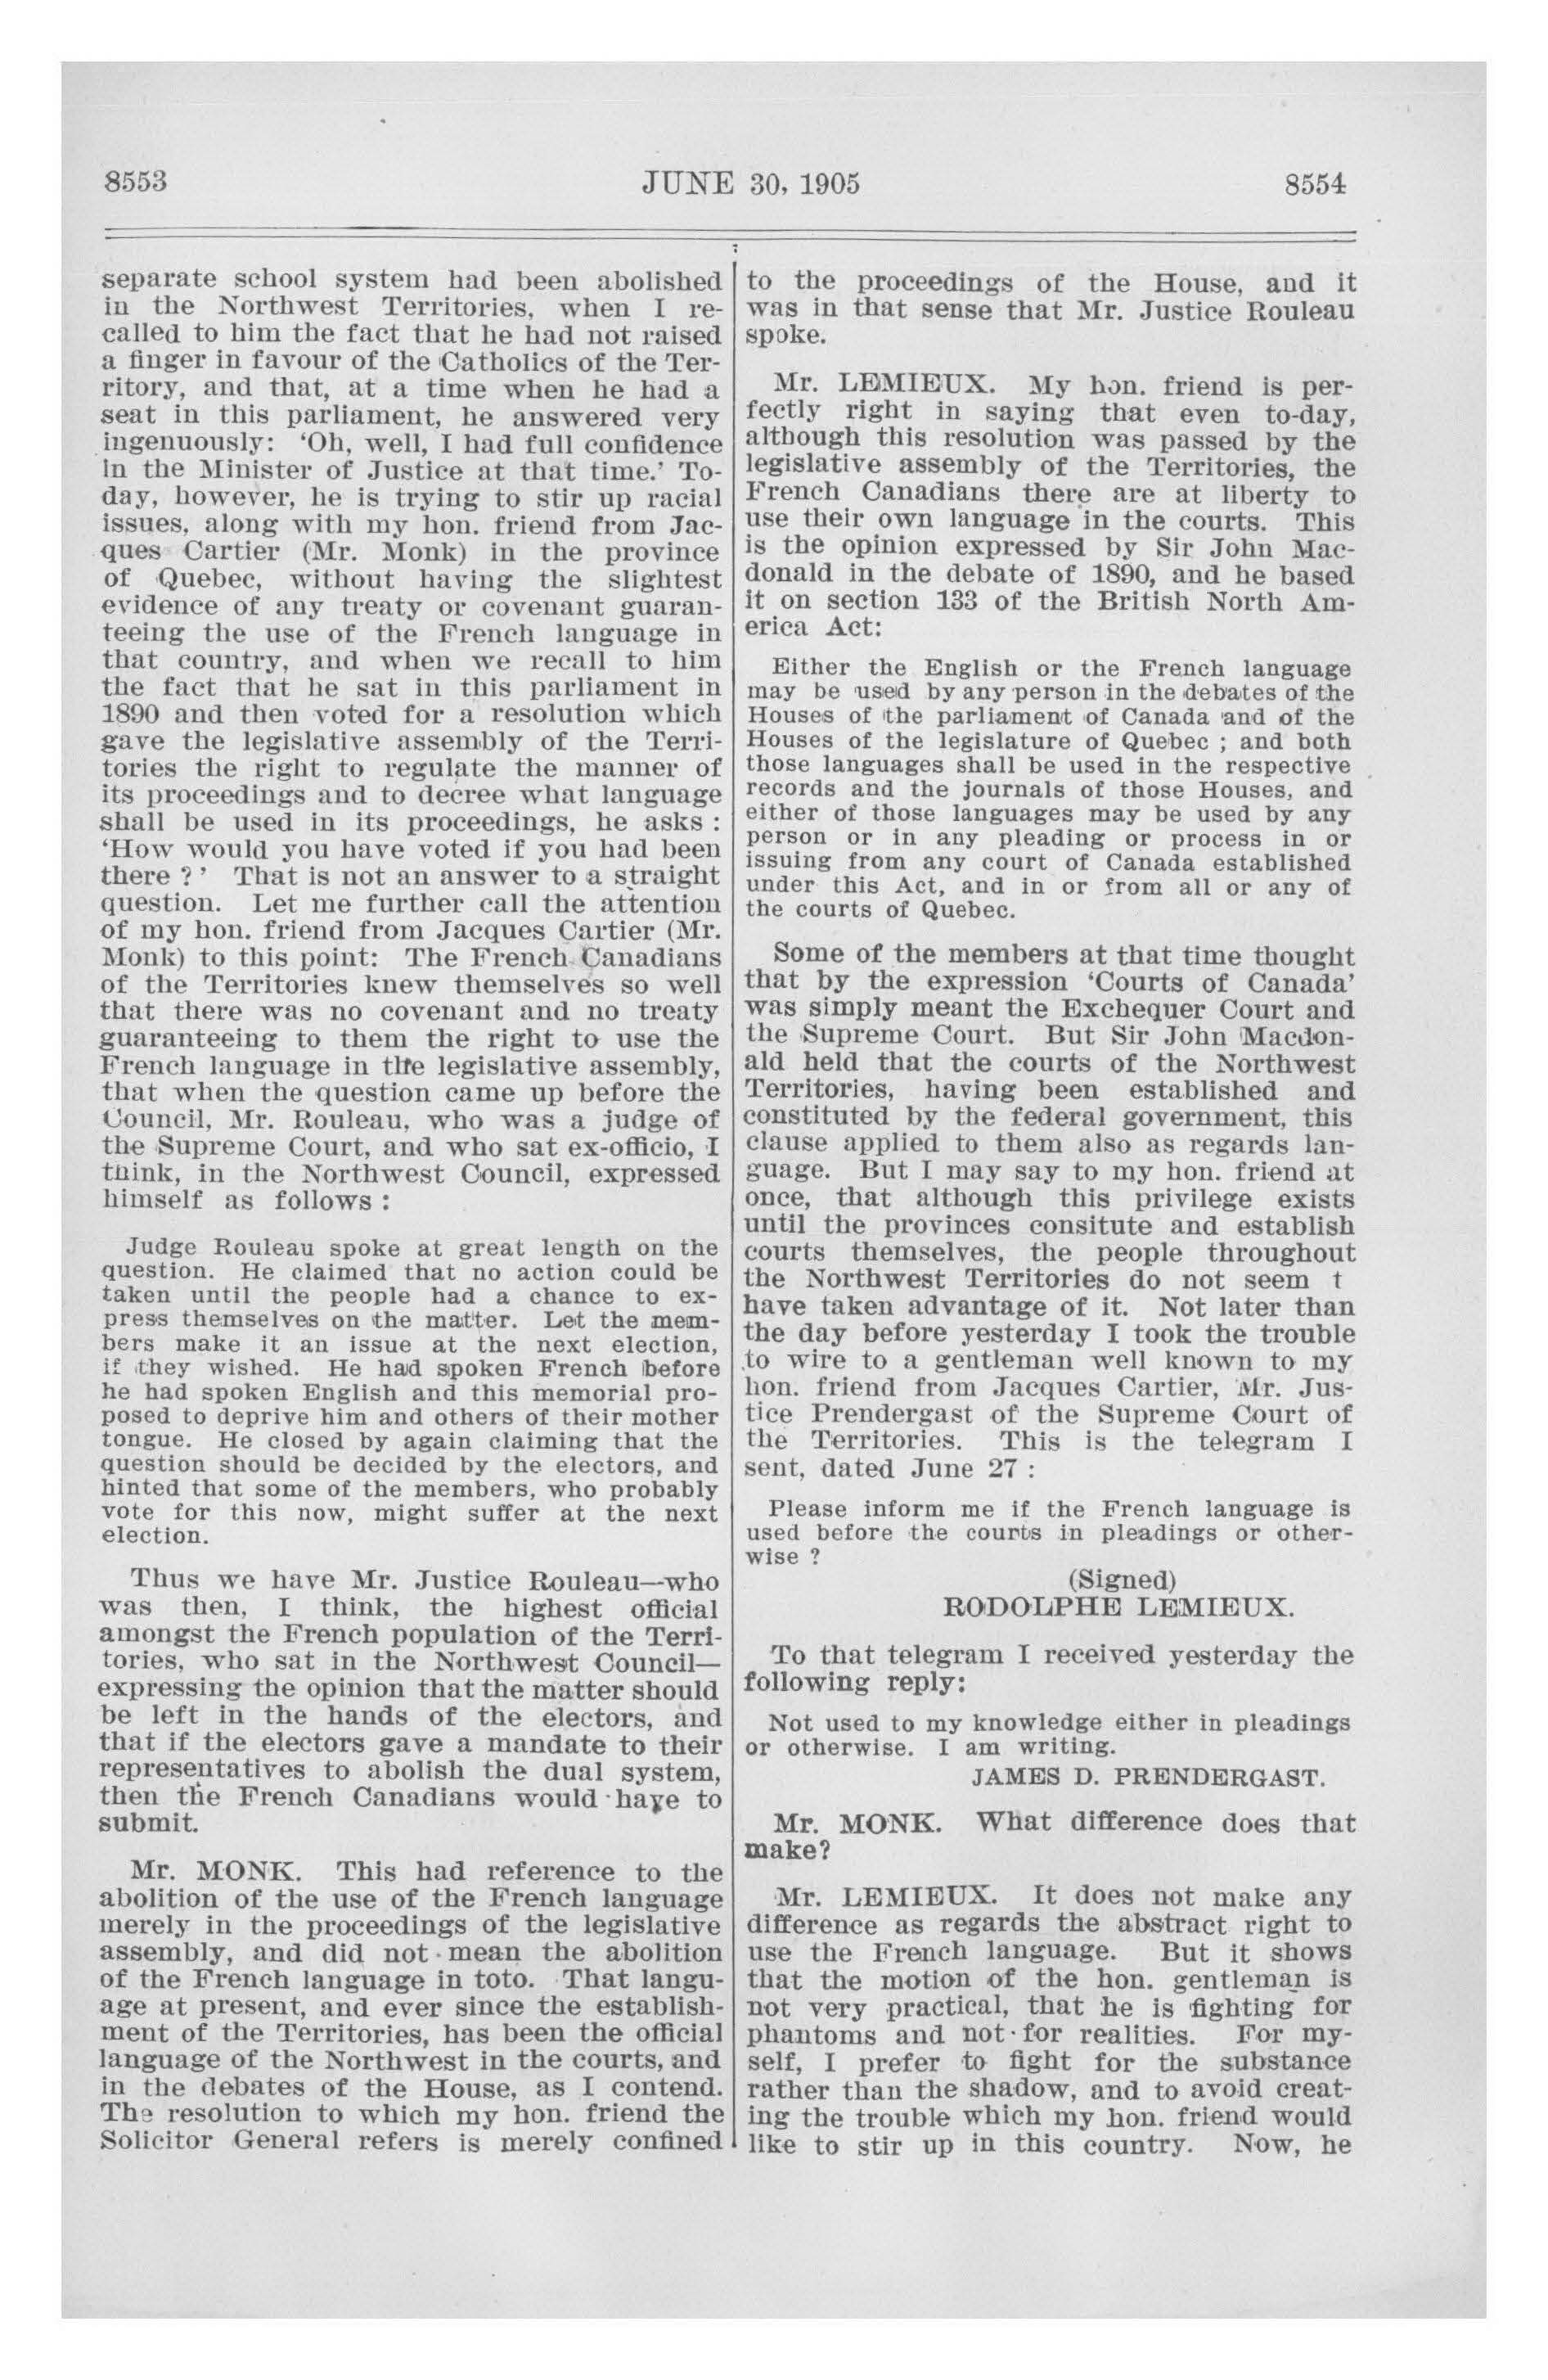 8553
JUNE 30, 1905
8554
separate school system had been abolished
in the Northwest Territories, when I re-
called to him the fact that he had not raised
a finger in favour of the Catholics of the Ter-
ritory, and that, at a time when he had a
seat in this parliament, he answered very
ingenuously: 'Oh, well, I had full confidence
in the Minister of Justice at that time.' To-
day, however, he is trying to stir up racial
issues, along with my hon. friend from Jac-
ques Cartier (Mr. Monk) in the province
of Quebec, without having the slightest
evidence of any treaty or covenant guaran-
teeing the use of the French language in
that country, and when we recall to him
the fact that he sat in this parliament in
1890 and then voted for a resolution which
gave the legislative assembly of the Terri-
tories the right to regulate the manner of
its proceedings and to decree what language
shall be used in its proceedings, he asks :
'How would you have voted if you had been
there ? ' That is not an answer to a straight
question. Let me further call the attention
of my hon. friend from Jacques Cartier (Mr.
Monk) to this point: The French Canadians
of the Territories knew themselves so well
that there was no covenant and no treaty
guaranteeing to them the right to use the
French language in the legislative assembly,
that when the question came up before the
Council, Mr. Rouleau, who was a judge of
the Supreme Court, and who sat ex-officio, I
think, in the Northwest Council, expressed
himself as follows :
Judge Rouleau spoke at great length on the
question. He claimed that no action could be
taken until the people had a chance to ex-
press themselves on the matter. Let the mem-
bers make it an issue at the next election,
if they wished. He had spoken French before
he had spoken English and this memorial pro-
posed to deprive him and others of their mother
tongue. He closed by again claiming that the
question should be decided by the electors, and
hinted that some of the members, who probably
vote for this now, might suffer at the next
election.
Thus we have Mr. Justice Rouleau—who
was then, I think, the highest official
amongst the French population of the Terri-
tories, who sat in the Northwest Council—
expressing the opinion that the matter should
be left in the hands of the electors, and
that if the electors gave a mandate to their
representatives to abolish the dual system,
then the French Canadians would have to
submit.
Mr. MONK. This had reference to the
abolition of the use of the French language
merely in the proceedings of the legislative
assembly, and did not mean the abolition
of the French language in toto. That langu-
age at present, and ever since the establish-
ment of the Territories, has been the official
language of the Northwest in the courts, and
in the debates of the House, as I contend.
The resolution to which my hon. friend the
Solicitor General refers is merely confined
to the proceedings of the House, and it
was in that sense that Mr. Justice Rouleau
spoke.
Mr. LEMIEUX. My hon. friend is per-
fectly right in saying that even to-day,
although this resolution was passed by the
legislative assembly of the Territories, the
French Canadians there are at liberty to
use their own language in the courts. This
is the opinion expressed by Sir John Mac-
donald in the debate of 1890, and he based
it on section 133 of the British North Am-
erica Act:
Either the English or the French language
may be used by any person in the debates of the
Houses of the parliament of Canada and of the
Houses of the legislature of Quebec ; and both
those languages shall be used in the respective
records and the journals of those Houses, and
either of those languages may be used by any
person or in any pleading or process in or
issuing from any court of Canada established
under this Act, and in or from all or any of
the courts of Quebec.
Some of the members at that time thought
that by the expression 'Courts of Canada'
was simply meant the Exchequer Court and
the Supreme Court. But Sir John Macdon-
ald held that the courts of the Northwest
Territories, having been established and
constituted by the federal government, this
clause applied to them also as regards lan-
guage. But I may say to my hon. friend at
once, that although this privilege exists
until the provinces consitute and establish
courts themselves, the people throughout
the Northwest Territories do not seem t
have taken advantage of it. Not later than
the day before yesterday I took the trouble
to wire to a gentleman well known to my
hon. friend from Jacques Cartier, Mr. Jus-
tice Prendergast of the Supreme Court of
the Territories. This is the telegram I
sent, dated June 27 :
Please inform me if the French language is
used before the courts in pleadings or other-
wise ?
(Signed)
RODOLPHE LEMIEUX.
To that telegram I received yesterday the
following reply:
Not used to my knowledge either in pleadings
or otherwise. I am writing.
JAMES D. PRENDERGAST.
Mr. MONK. What difference does that
make?
Mr. LEMIEUX. It does not make any
difference as regards the abstract right to
use the French language. But it shows
that the motion of the hon. gentleman is
not very practical, that he is fighting for
phantoms and not for realities. For my-
self, I prefer to fight for the substance
rather than the shadow, and to avoid creat-
ing the trouble which my hon. friend would
like to stir up in this country. Now, he